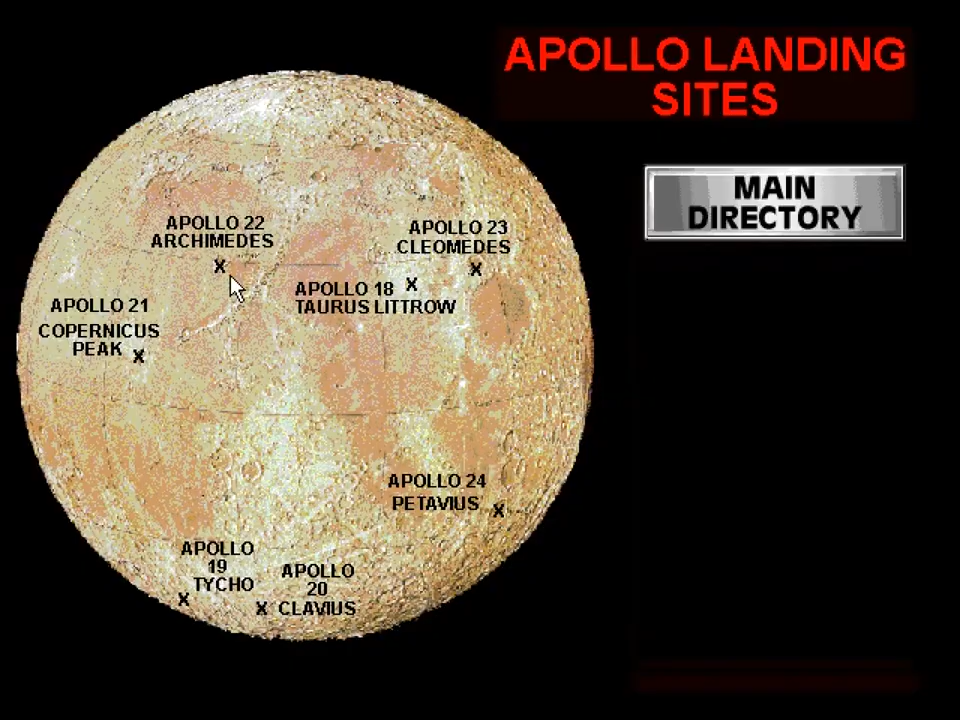 APOLLO LANDING
SITES
MAIN
DIRECTORY
APOLLO 22
ARCHIMEDES
X
APOLLO 23
CLEOMEDES
X
APOLLO 18 X
TAURUS LITTROW
APOLLO 21
COPERNICUS
PEAK X
APOLLO 24
PETAVIUS X
APOLLO
19
TYCHO
X
APOLLO
20
X CLAVIUS